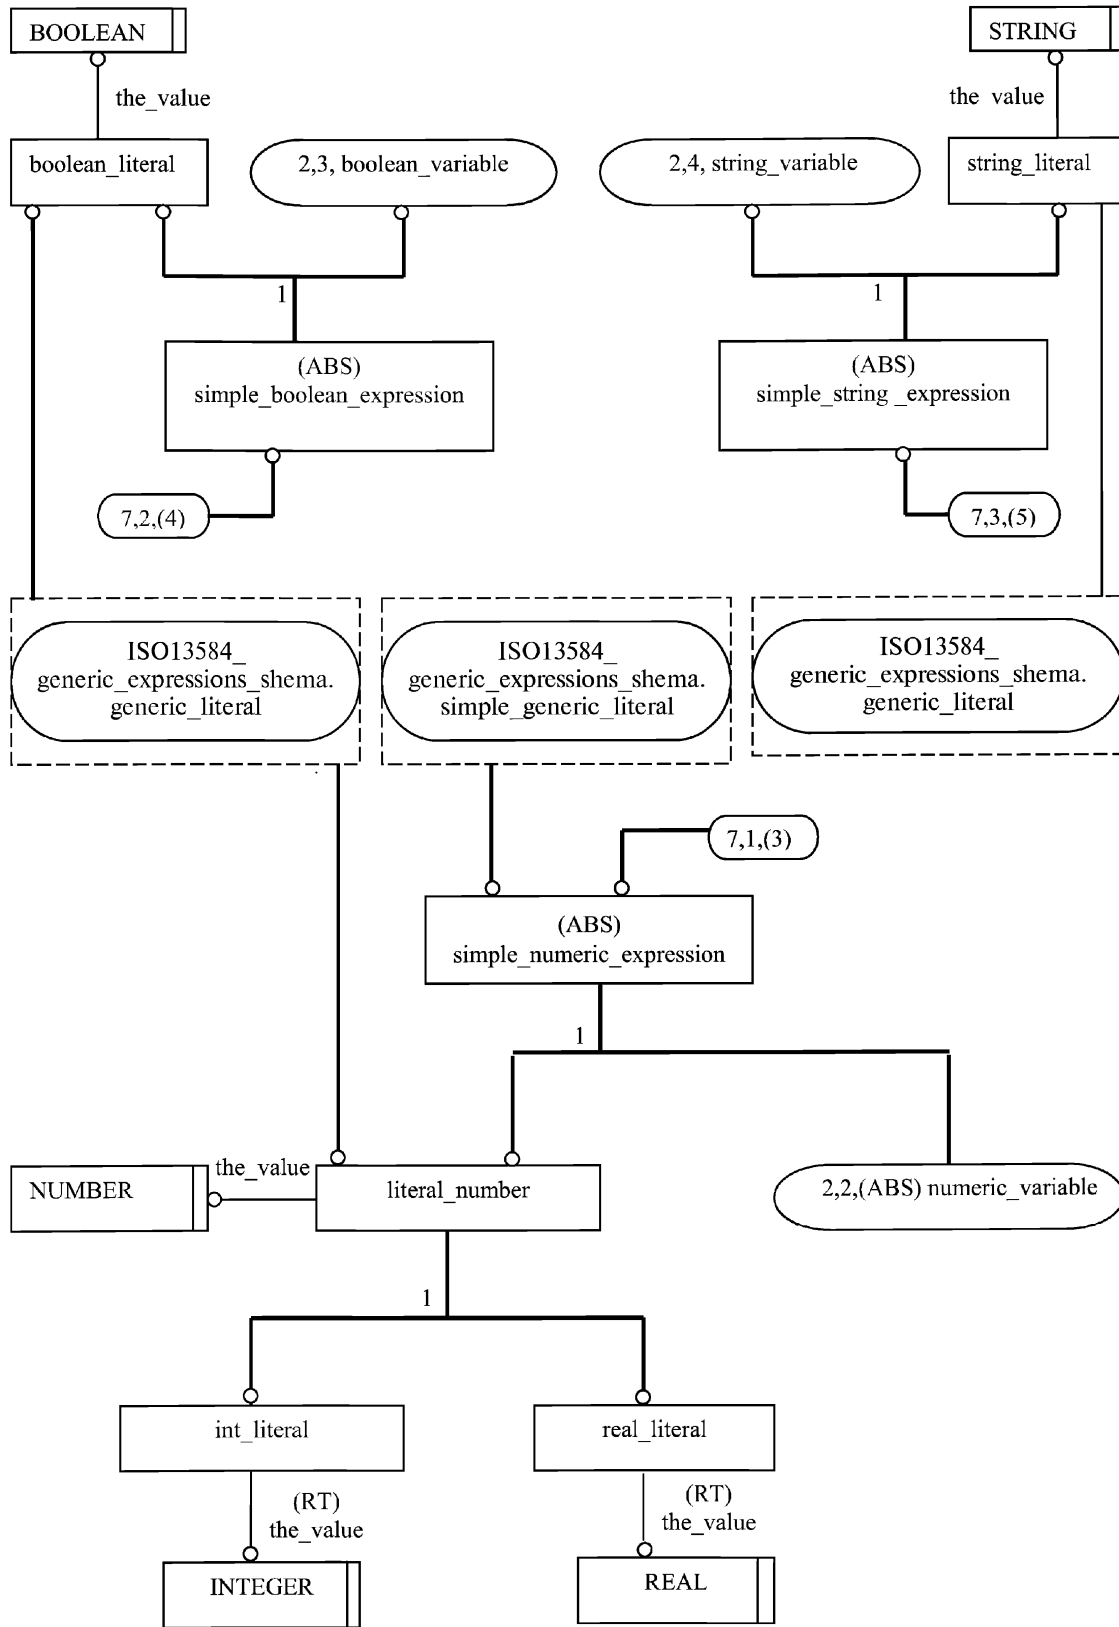 BOOLEAN
STRING
the_value
the value
boolean_literal
2,3, boolean_variable
2,4, string_variable
string_literal
1
1
(ABS)
simple_boolean_expression
(ABS)
simple_string _expression
7,2,(4)
7,3,(5)
ISO13584_
generic_expressions_shema.
generic_literal
ISO13584_
generic_expressions_shema.
simple_generic_literal
ISO13584_
generic_expressions_shema.
generic_literal
7,1,(3)
(ABS)
simple_numeric_expression
1
NUMBER
the_value
literal_number
2,2,(ABS) numeric_variable
1
int_literal
real_literal
(RT)
the_value
(RT)
the_value
INTEGER
REAL